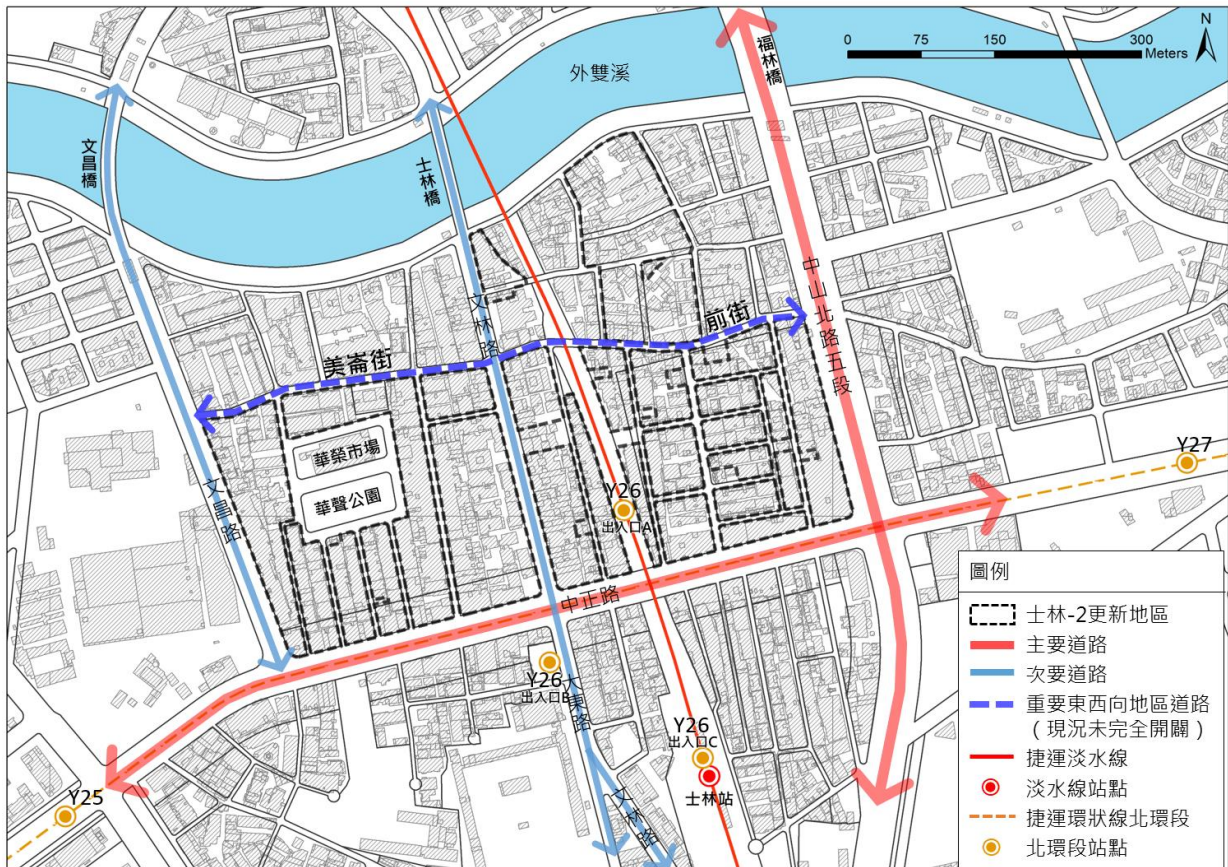 N
0 75 150 300
Meters
外雙溪
福林橋
文昌橋
士林橋
中山北路五段
文林路
前街
美崙街
華榮市場
華聲公園
文昌路
Y26
出入口A
Y27
中正路
Y26
出入口B
大東路
Y26
出入口C
士林站
文林路
Y25
圖例
士林-2更新地區
主要道路
次要道路
重要東西向地區道路
（現況未完全開闢）
捷運淡水線
淡水線站點
捷運環狀線北環段
北環段站點